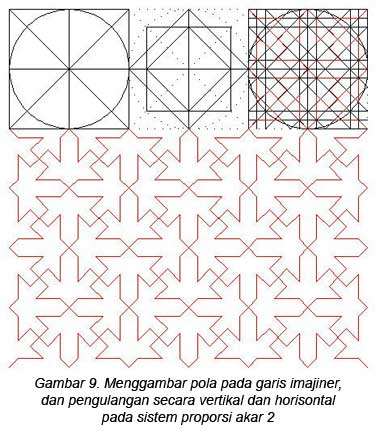 Gambar 9. Menggambar pola pada garis imajiner,
dan pengulangan secara vertikal dan horisontal
pada sistem proporsi akar 2